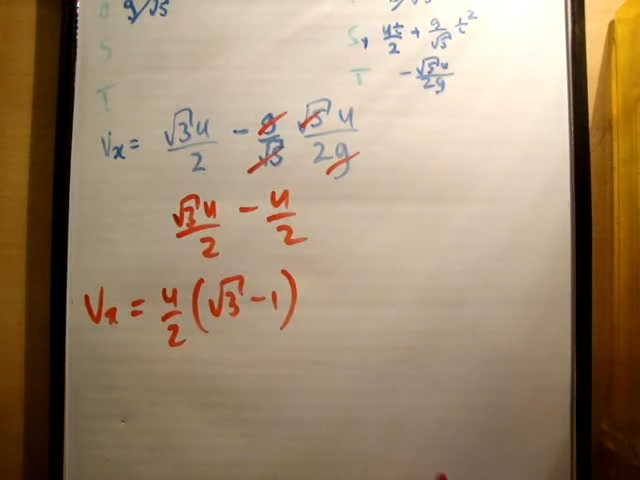 g/√3
S
T
S, ut/2 + g/√3 t²
T -√3u/2g
Vx = √3u/2 - g/√3 √3u/2g
√3u/2 - u/2
Vx = u/2 (√3 - 1)